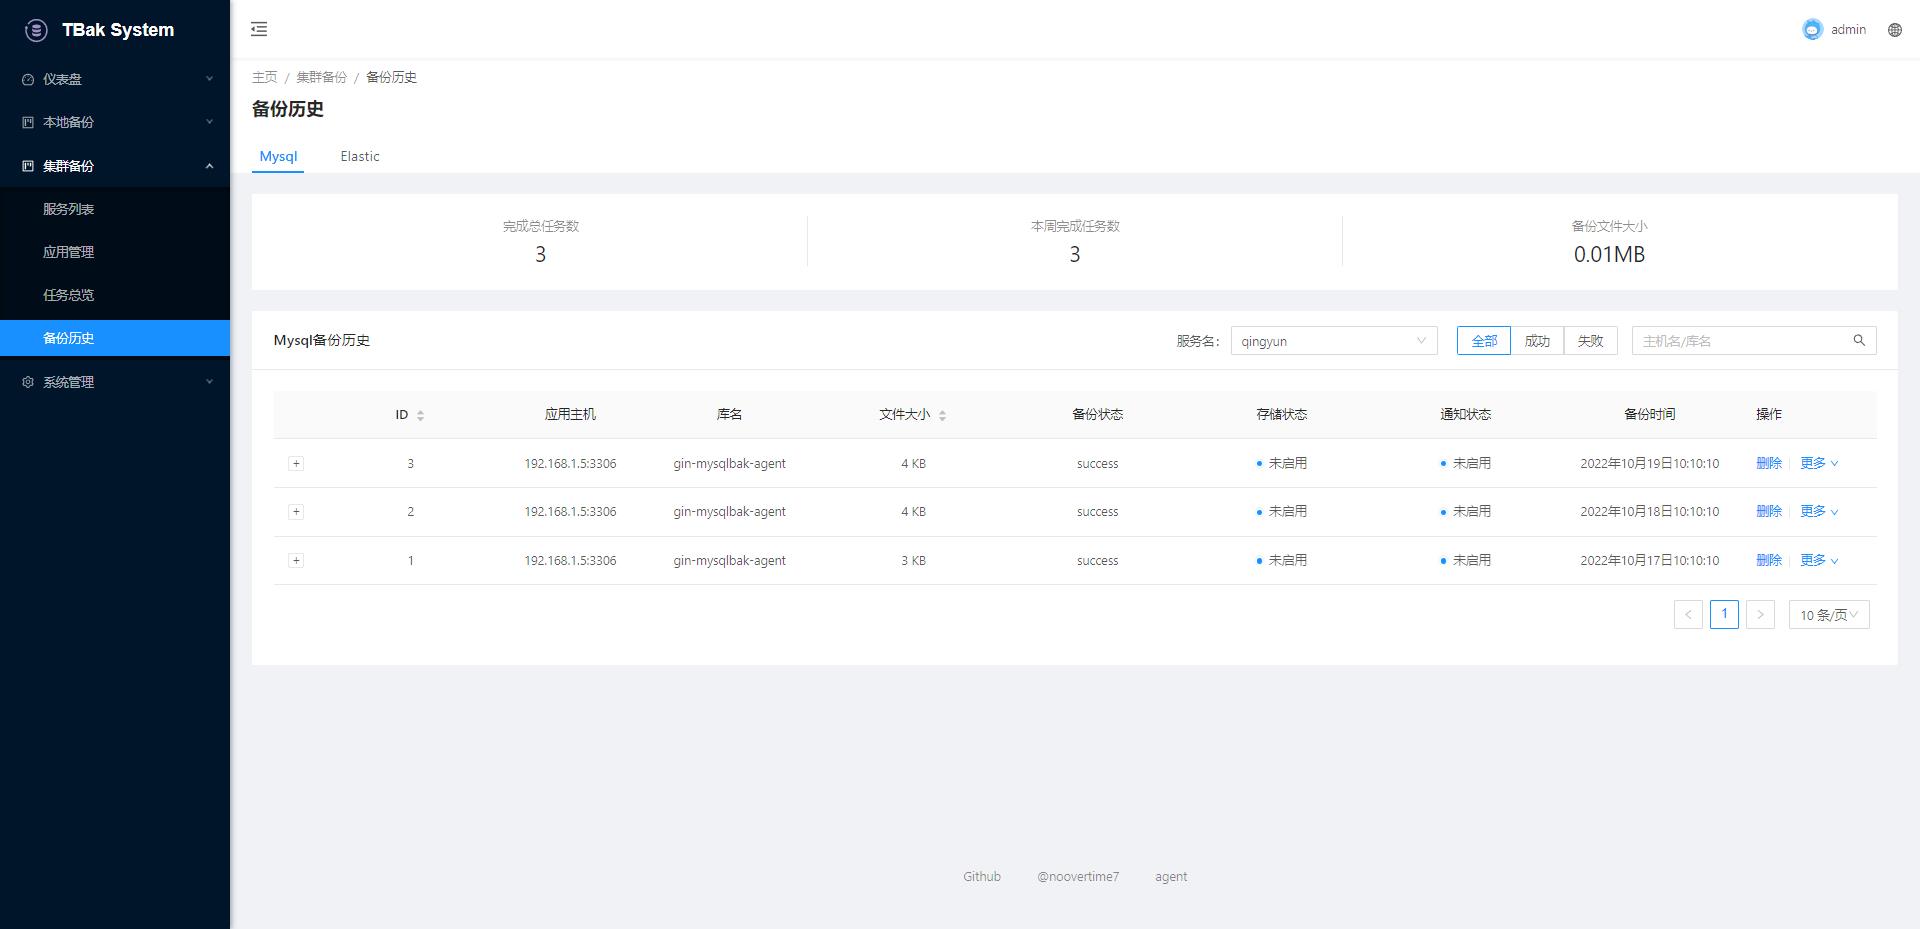 TBak System
admin
仪表盘
本地备份
集群备份
服务列表
应用管理
任务总览
备份历史
系统管理
主页 / 集群备份 / 备份历史
备份历史
Mysql Elastic
完成总任务数 本周完成任务数 备份文件大小
3 3 0.01MB
Mysql备份历史 服务名: qingyun 全部 成功 失败 主机名/库名
ID 应用主机 库名 文件大小 备份状态 存储状态 通知状态 备份时间 操作
+ 3 192.168.1.5:3306 gin-mysqlbak-agent 4 KB success 未启用 未启用 2022年10月19日10:10:10 删除 更多
+ 2 192.168.1.5:3306 gin-mysqlbak-agent 4 KB success 未启用 未启用 2022年10月18日10:10:10 删除 更多
+ 1 192.168.1.5:3306 gin-mysqlbak-agent 3 KB success 未启用 未启用 2022年10月17日10:10:10 删除 更多
< 1 > 10 条/页
Github @noovertime7 agent